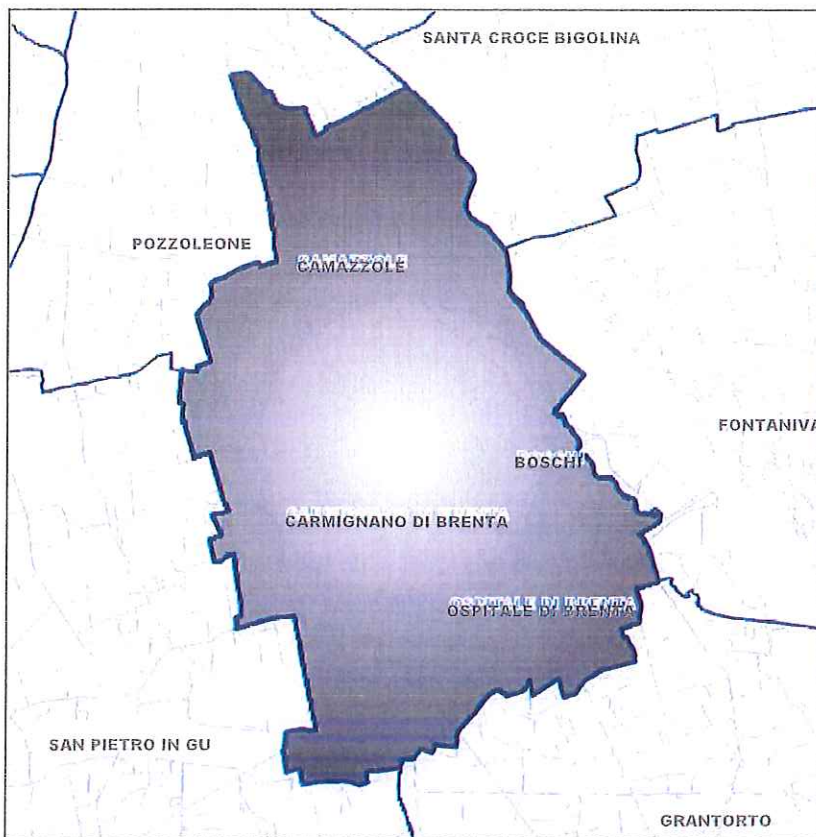 SANTA CROCE BIGOLINA
POZZOLEONE
CAMAZZOLE
FONTANIVA
BOSCHI
CARMIGNANO DI BRENTA
OSPITALE DI BRENTA
SAN PIETRO IN GU
GRANTORTO